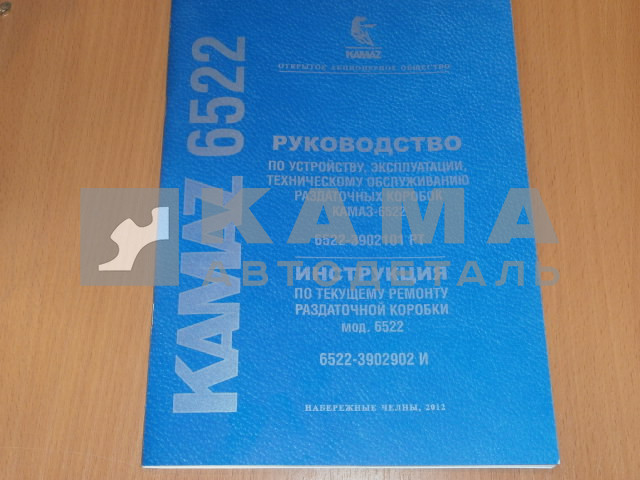 KAMAZ
ОТКРЫТОЕ АКЦИОНЕРНОЕ ОБЩЕСТВО
KAMAZ 6522
РУКОВОДСТВО
ПО УСТРОЙСТВУ, ЭКСПЛУАТАЦИИ,
ТЕХНИЧЕСКОМУ ОБСЛУЖИВАНИЮ
РАЗДАТОЧНЫХ КОРОБОК
КАМАЗ-6522
6522-3902101 РТ
КАМА
АВТОДЕТАЛЬ
ИНСТРУКЦИЯ
ПО ТЕКУЩЕМУ РЕМОНТУ
РАЗДАТОЧНОЙ КОРОБКИ
мод. 6522
6522-3902902 И
НАБЕРЕЖНЫЕ ЧЕЛНЫ, 2012